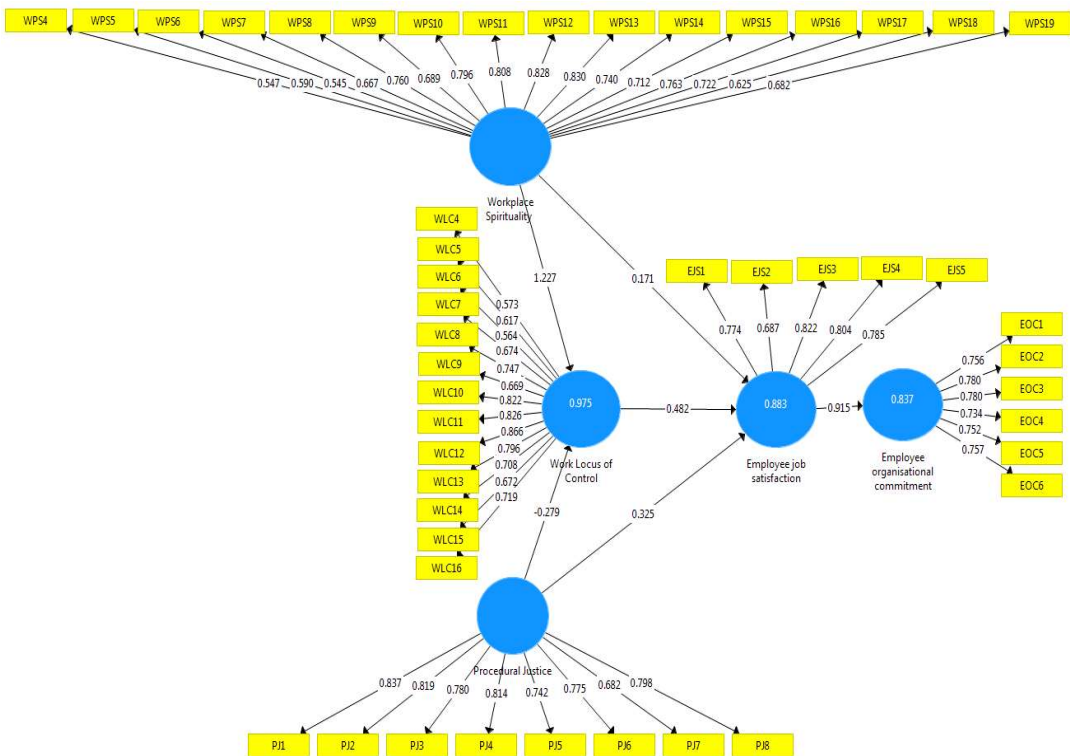 WPS4 WPS5 WPS6 WPS7 WPS8 WPS9 WPS10 WPS11 WPS12 WPS13 WPS14 WPS15 WPS16 WPS17 WPS18 WPS19
0.547 0.590 0.545 0.667 0.760 0.689 0.796 0.808 0.828 0.830 0.740 0.712 0.763 0.722 0.625 0.682
Workplace
Spirituality
1.227
0.171
WLC4
WLC5
WLC6
WLC7
WLC8
WLC9
WLC10
WLC11
WLC12
WLC13
WLC14
WLC15
WLC16
0.573
0.617
0.564
0.674
0.747
0.669
0.822
0.826
0.866
0.796
0.708
0.672
0.719
0.975
Work Locus of
Control
0.482
-0.279
0.325
EJS1 EJS2 EJS3 EJS4 EJS5
0.774 0.687 0.822 0.804 0.785
0.883
Employee job
satisfaction
0.915
0.837
Employee
organisational
commitment
0.756
0.780
0.780
0.734
0.752
0.757
EOC1
EOC2
EOC3
EOC4
EOC5
EOC6
Procedural Justice
0.837 0.819 0.780 0.814 0.742 0.775 0.682 0.798
PJ1 PJ2 PJ3 PJ4 PJ5 PJ6 PJ7 PJ8